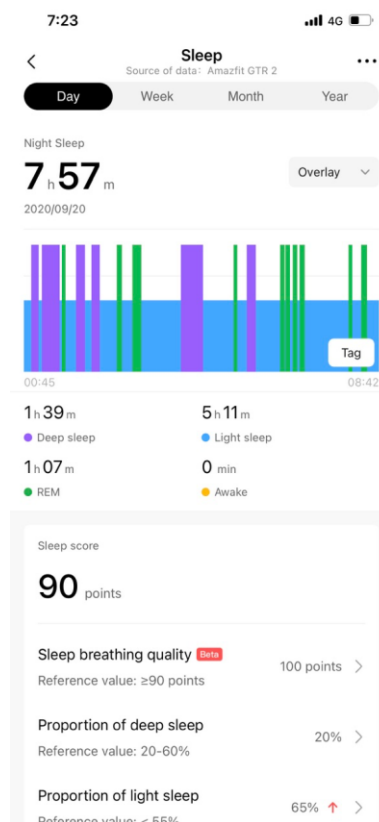 7:23
4G
Sleep
Source of data: Amazfit GTR 2
Day Week Month Year
Night Sleep
7 h 57 m
Overlay
2020/09/20
Tag
00:45 08:42
1 h 39 m 5 h 11 m
Deep sleep Light sleep
1 h 07 m 0 min
REM Awake
Sleep score
90 points
Sleep breathing quality Beta
100 points
Reference value: ≥90 points
Proportion of deep sleep
20%
Reference value: 20-60%
Proportion of light sleep
65% ↑
Reference value: < 55%